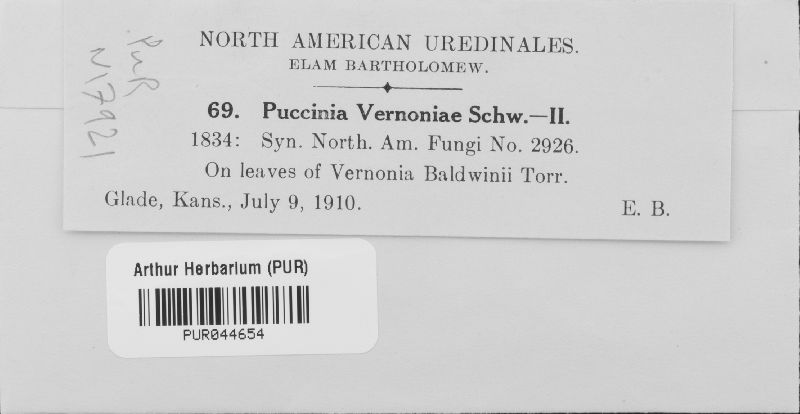 NORTH AMERICAN UREDINALES.
ELAM BARTHOLOMEW.
69. Puccinia Vernoniae Schw.—II.
1834: Syn. North. Am. Fungi No. 2926.
On leaves of Vernonia Baldwinii Torr.
Glade, Kans., July 9, 1910. E. B.
PUR
N17921
Arthur Herbarium (PUR)
PUR044654